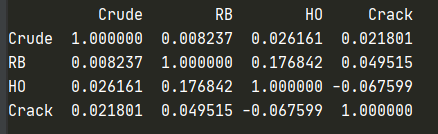 Crude RB HO Crack
Crude 1.000000 0.008237 0.026161 0.021801
RB 0.008237 1.000000 0.176842 0.049515
HO 0.026161 0.176842 1.000000 -0.067599
Crack 0.021801 0.049515 -0.067599 1.000000